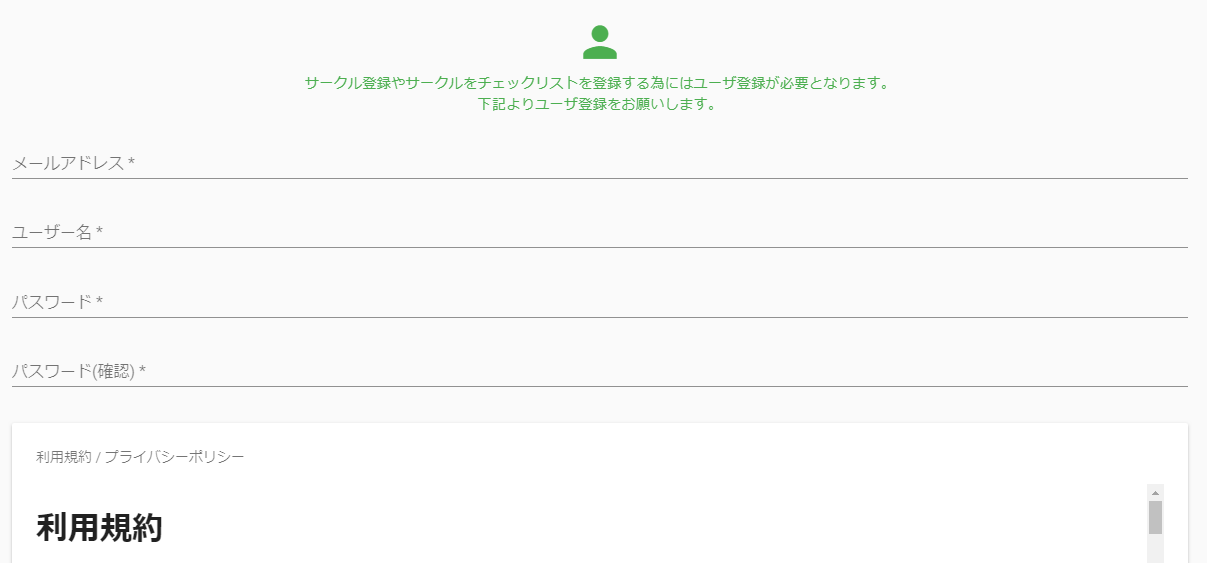 サークル登録やサークルをチェックリストを登録する為にはユーザ登録が必要となります。
下記よりユーザ登録をお願いします。
メールアドレス *
ユーザー名 *
パスワード *
パスワード(確認) *
利用規約 / プライバシーポリシー
利用規約